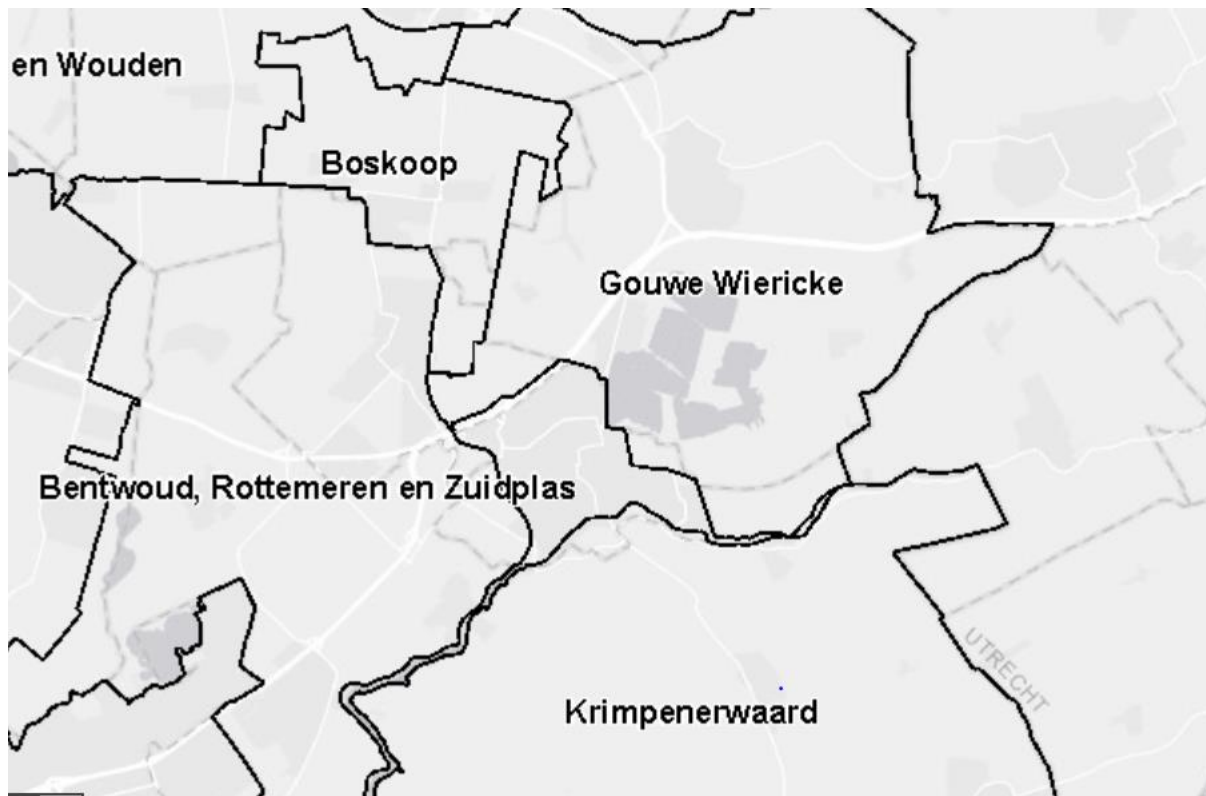 en Wouden
Boskoop
Gouwe Wiericke
Bentwoud, Rottemeren en Zuidplas
UTRECHT
Krimpenerwaard